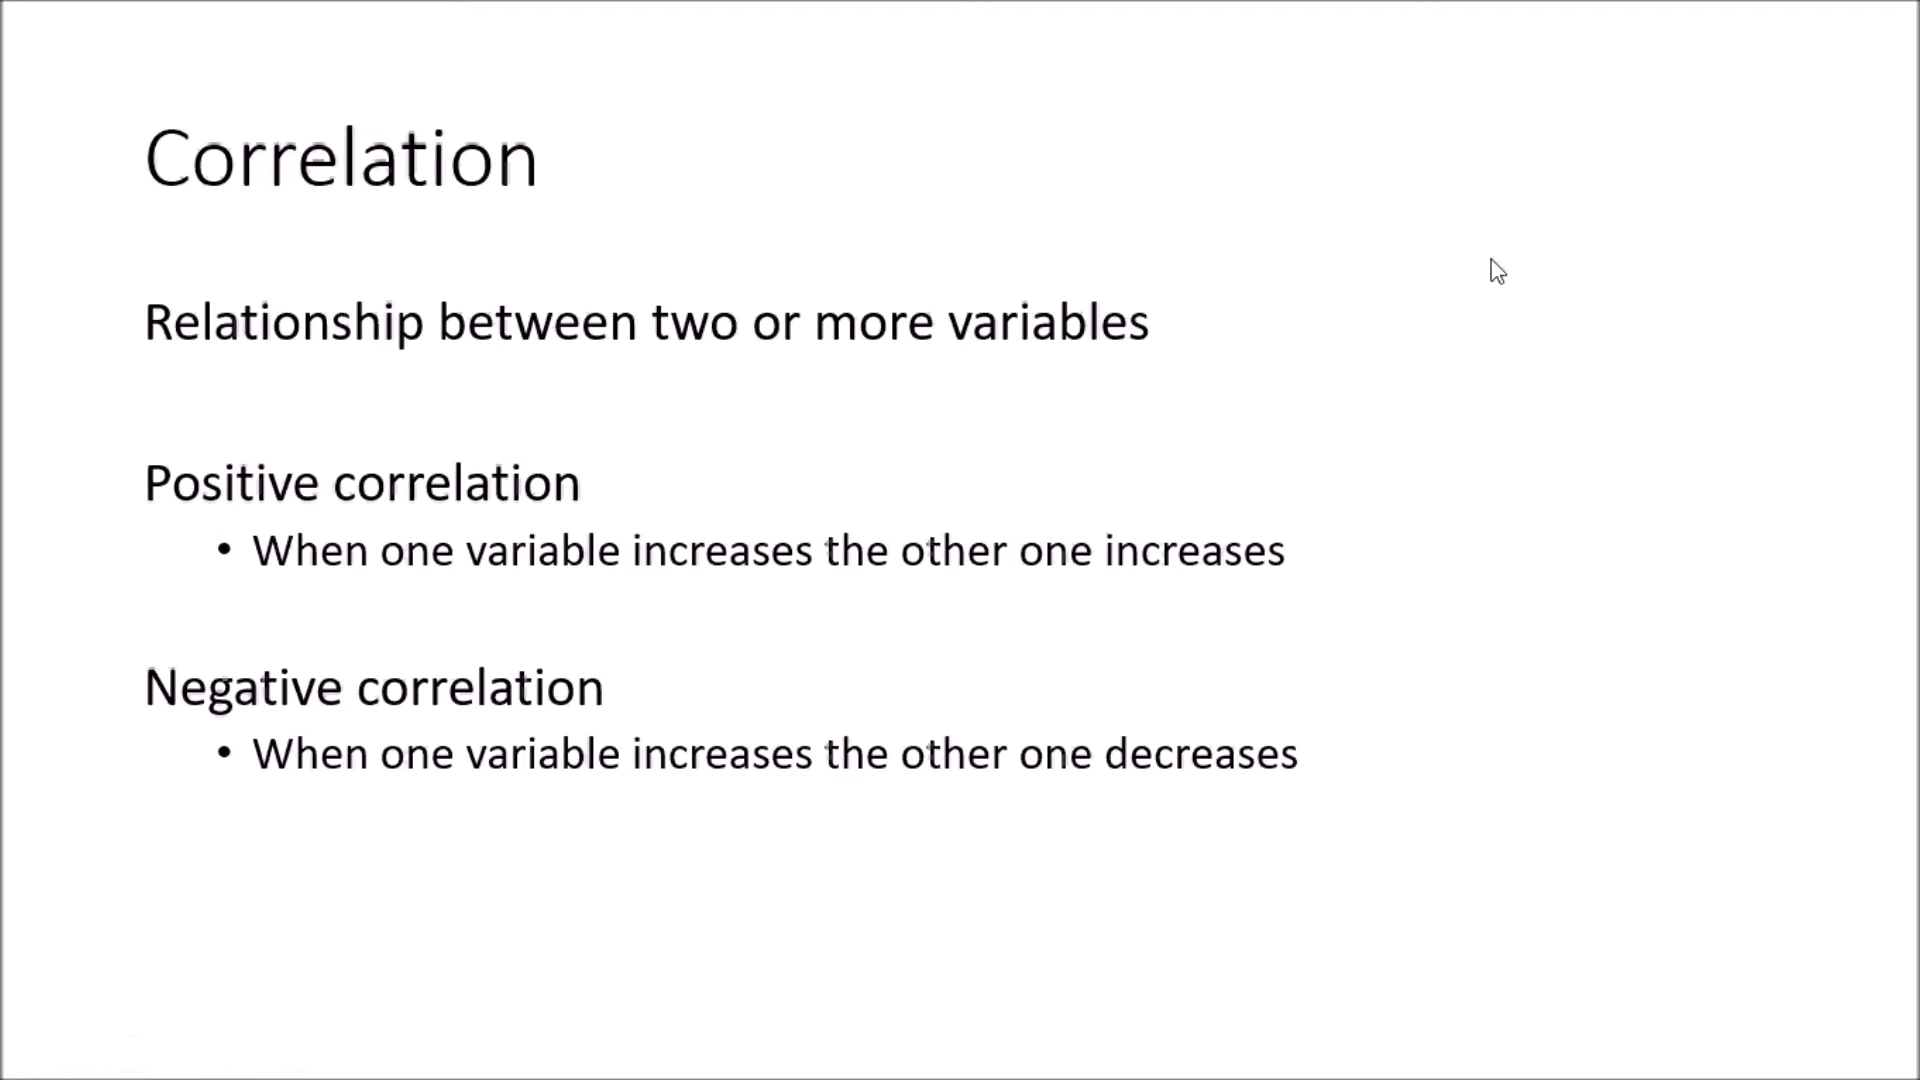 Correlation
Relationship between two or more variables
Positive correlation
• When one variable increases the other one increases
Negative correlation
• When one variable increases the other one decreases